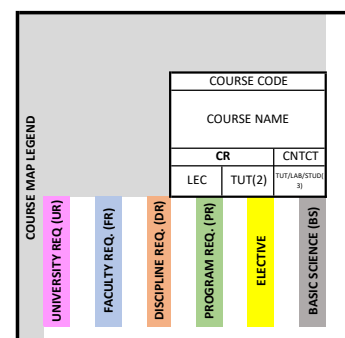 COURSE CODE
COURSE NAME
CR CNTCT
LEC TUT(2) TUT/LAB/STUD(
3)
COURSE MAP LEGEND
UNIVERSITY REQ (UR)
FACULTY REQ. (FR)
DISCIPLINE REQ. (DR)
PROGRAM REQ. (PR)
ELECTIVE
BASIC SCIENCE (BS)